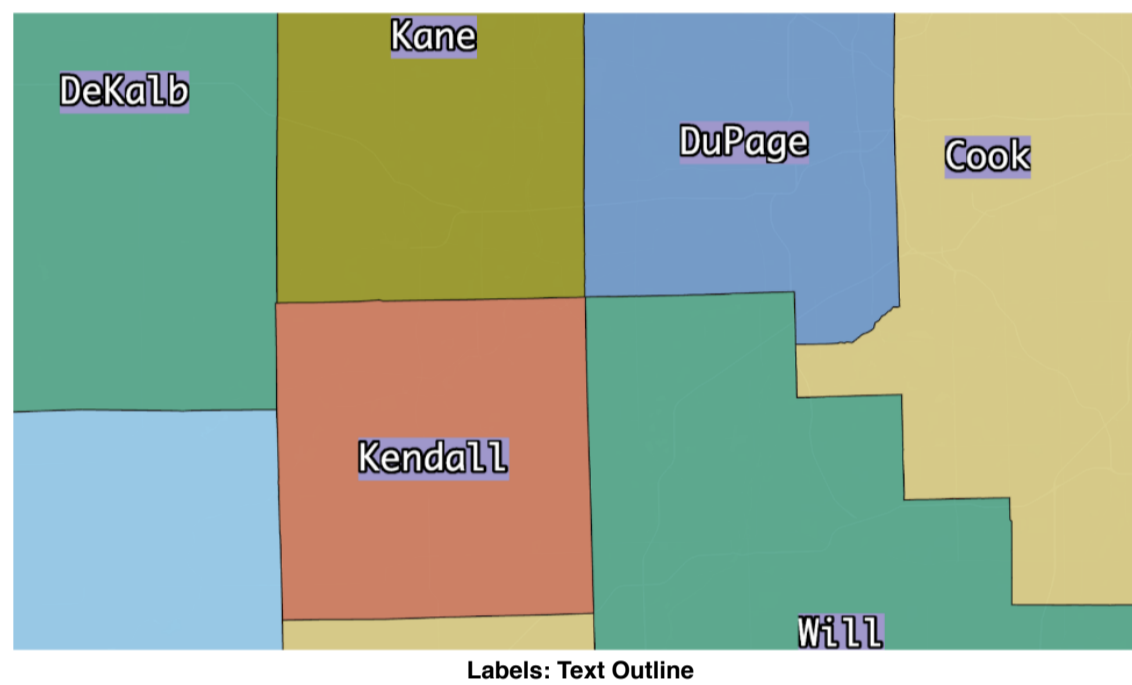 Kane
DeKalb
DuPage
Cook
Kendall
Will
Labels: Text Outline